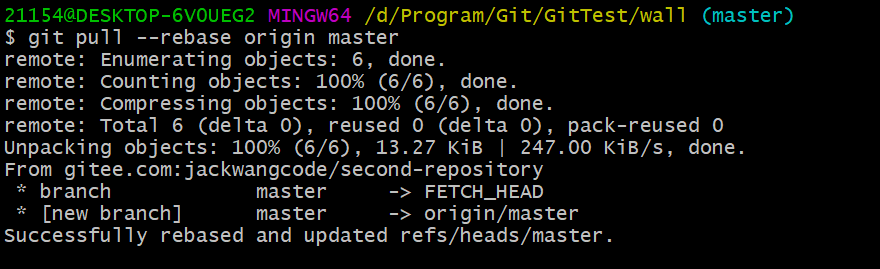 21154@DESKTOP-6VOUEG2 MINGW64 /d/Program/Git/GitTest/wall (master)
$ git pull --rebase origin master
remote: Enumerating objects: 6, done.
remote: Counting objects: 100% (6/6), done.
remote: Compressing objects: 100% (6/6), done.
remote: Total 6 (delta 0), reused 0 (delta 0), pack-reused 0
Unpacking objects: 100% (6/6), 13.27 KiB | 247.00 KiB/s, done.
From gitee.com:jackwangcode/second-repository
 * branch            master     -> FETCH_HEAD
 * [new branch]      master     -> origin/master
Successfully rebased and updated refs/heads/master.